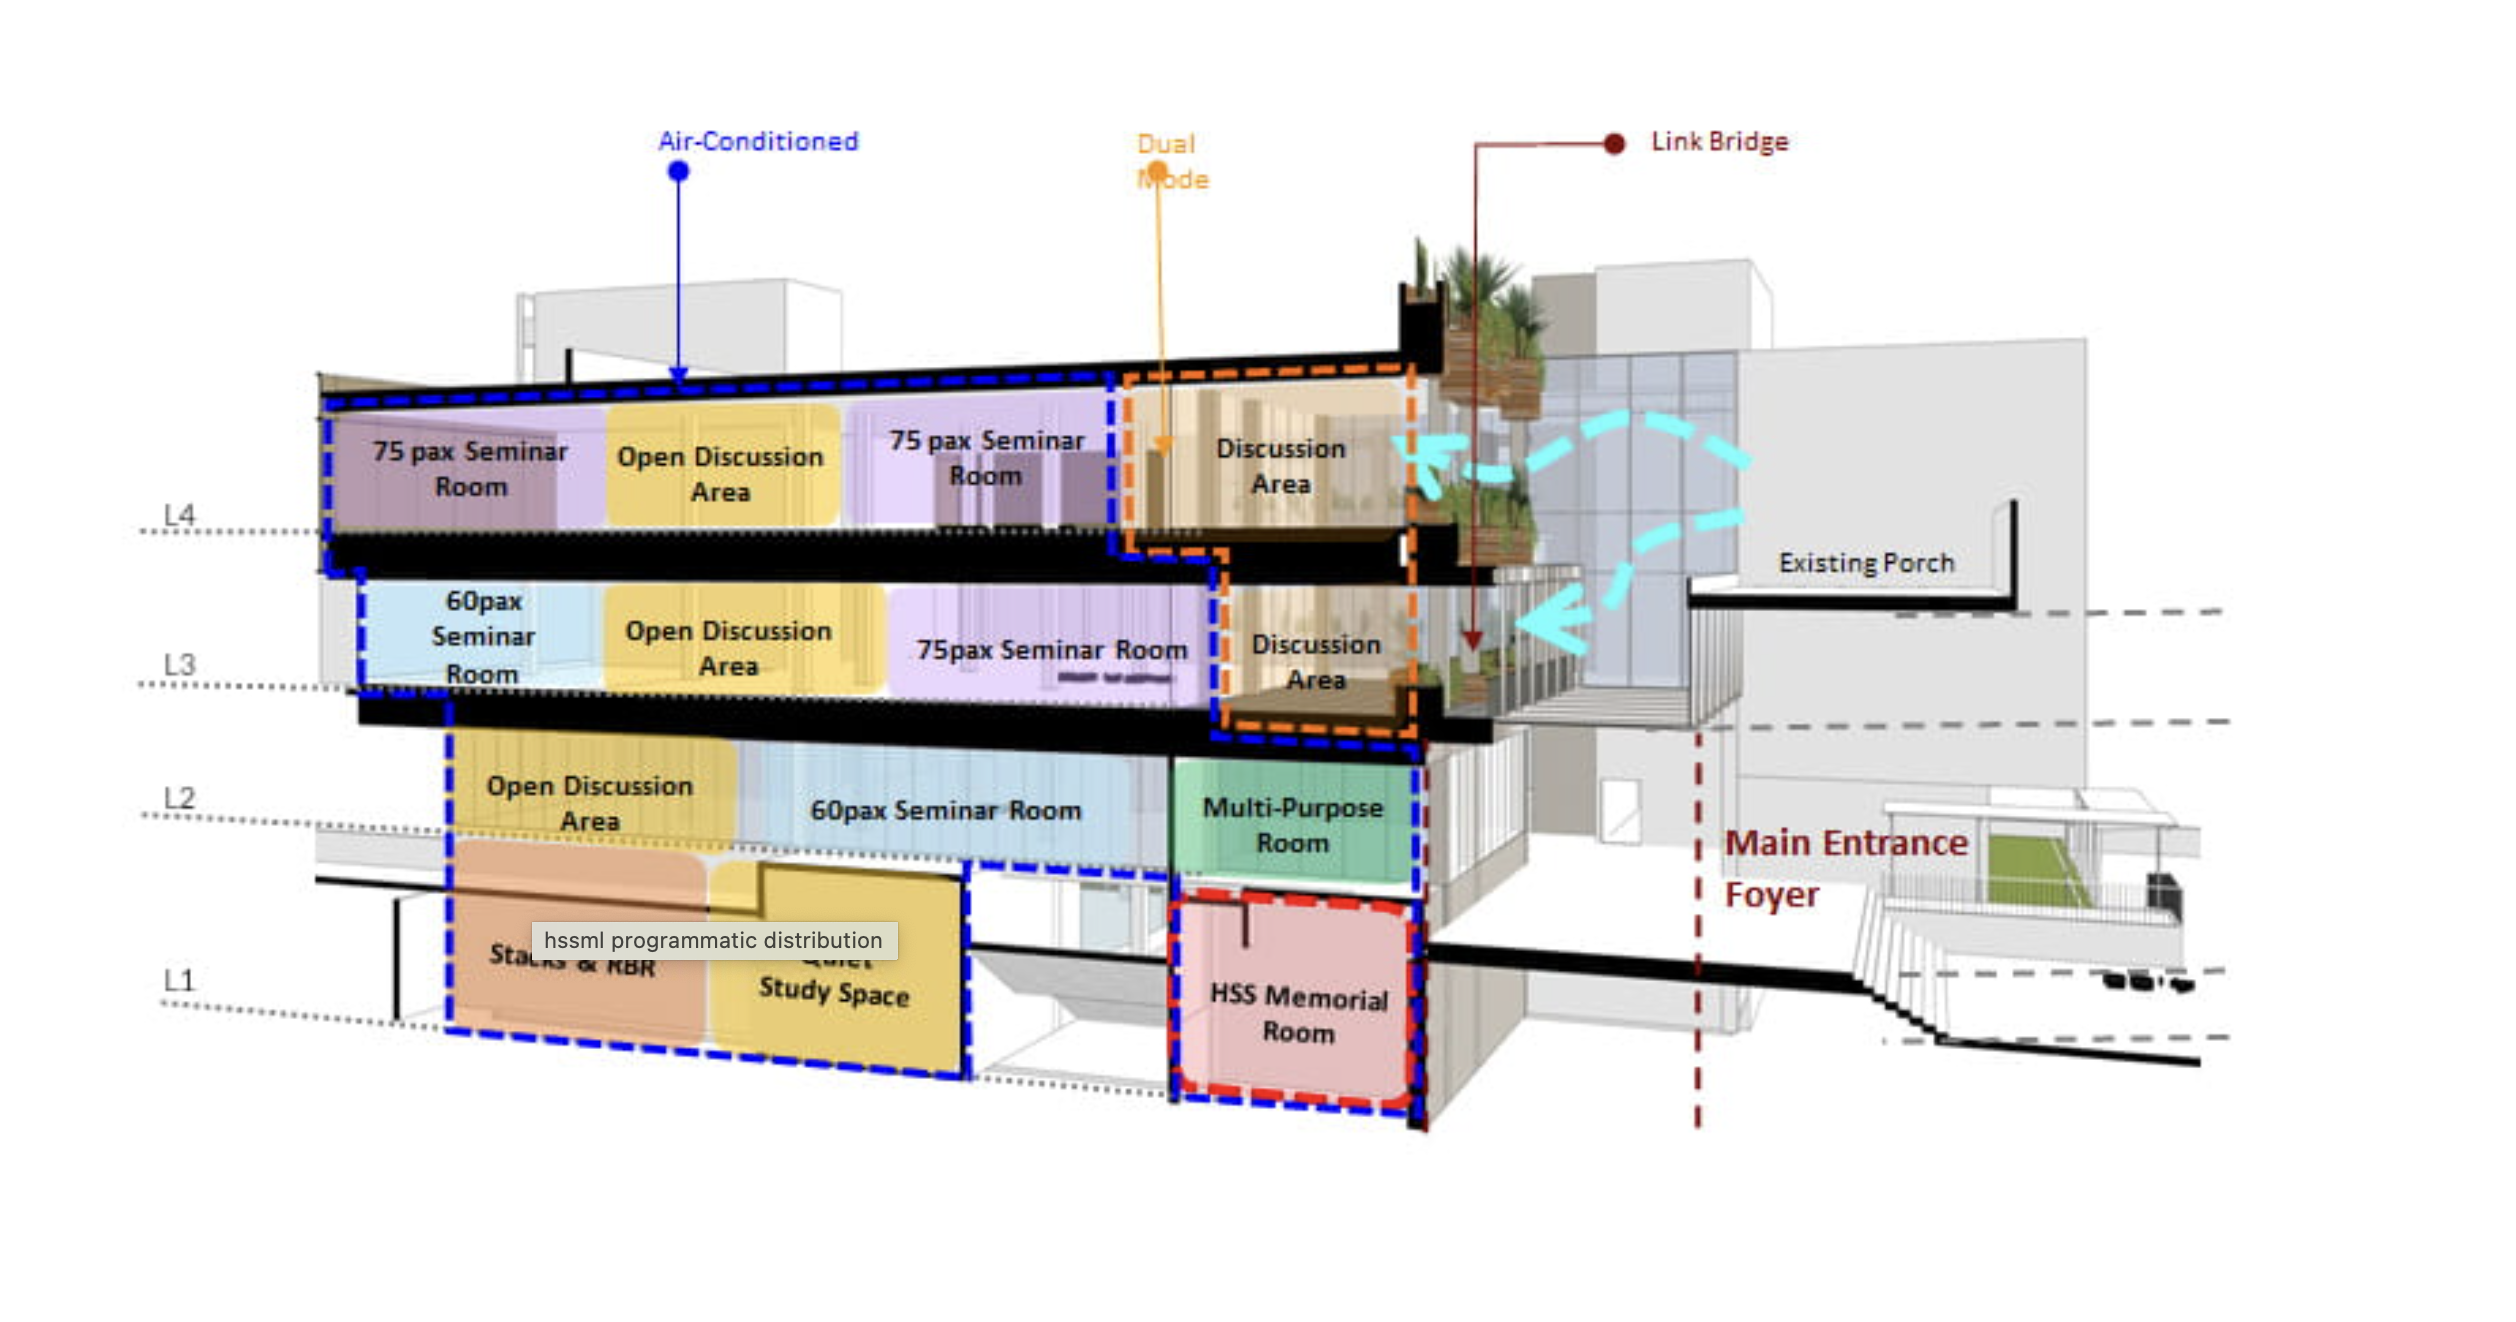 Air-Conditioned
Dual
Mode
Link Bridge
75 pax Seminar
Room
Open Discussion
Area
75 pax Seminar
Room
Discussion
Area
L4
Existing Porch
60pax
Seminar
Room
Open Discussion
Area
75pax Seminar Room
Discussion
Area
L3
Open Discussion
Area
60pax Seminar Room
Multi-Purpose
Room
L2
Main Entrance
Foyer
hssml programmatic distribution
Stacks & RBR
Quiet
Study Space
HSS Memorial
Room
L1